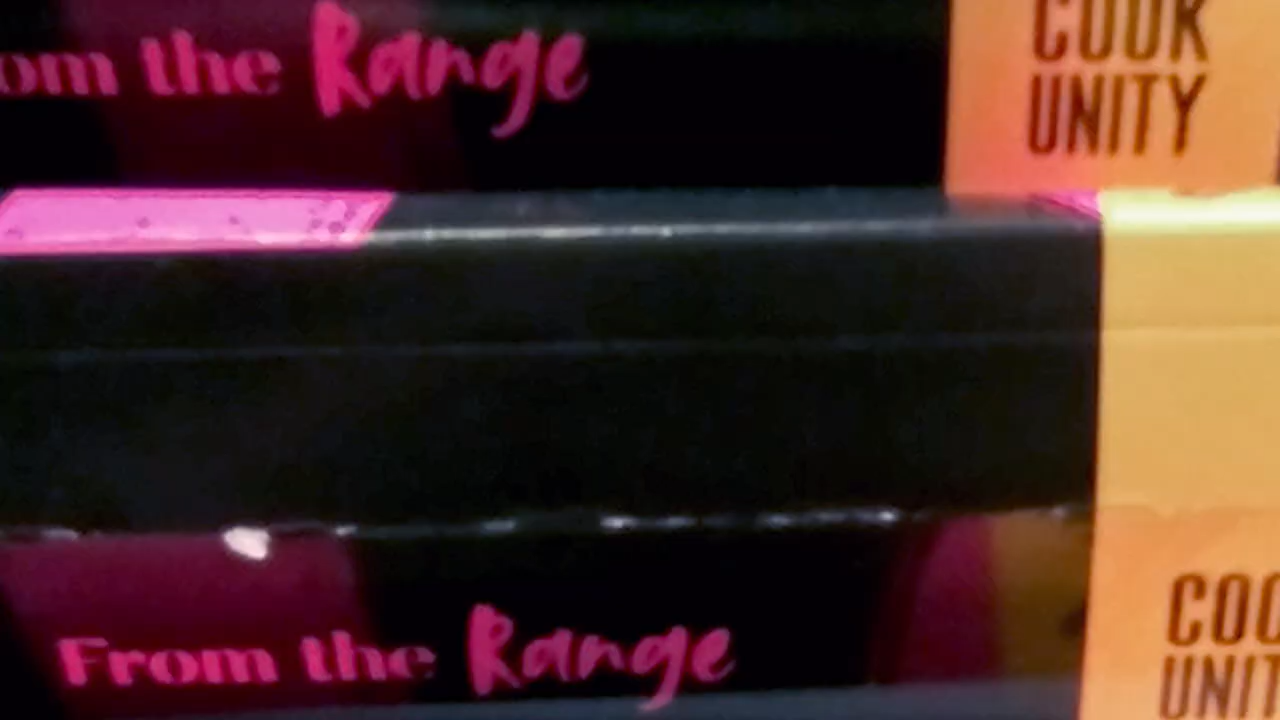 om the Range
COOK
UNITY
From the Range
COO
UNIT